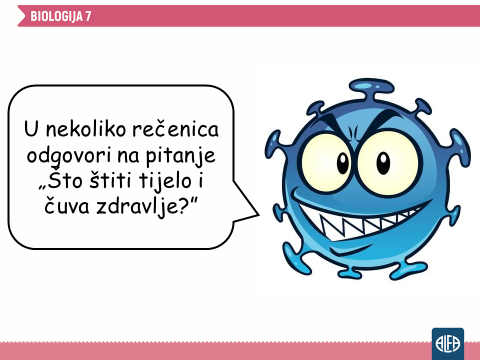 BIOLOGIJA 7
U nekoliko rečenica
odgovori na pitanje
„Što štiti tijelo i
čuva zdravlje?”
ALFA